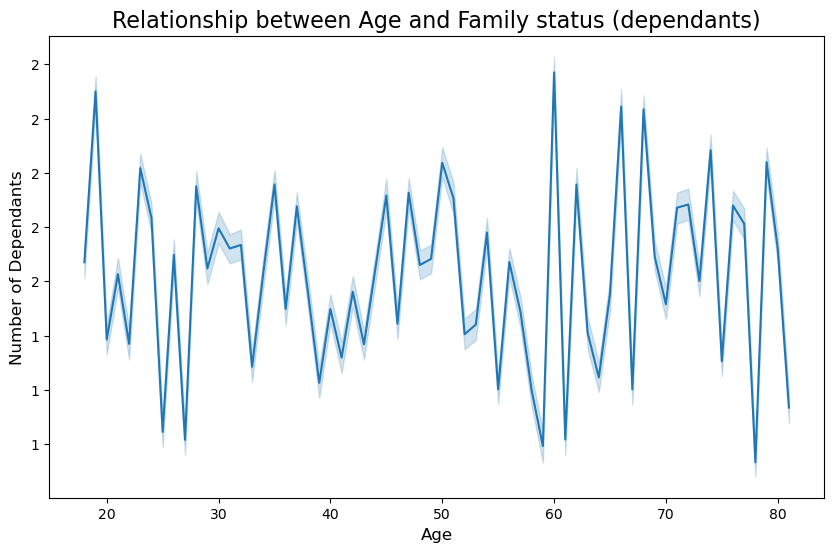 Relationship between Age and Family status (dependants)
Number of Dependants
2
2
2
2
2
1
1
1
20 30 40 50 60 70 80
Age